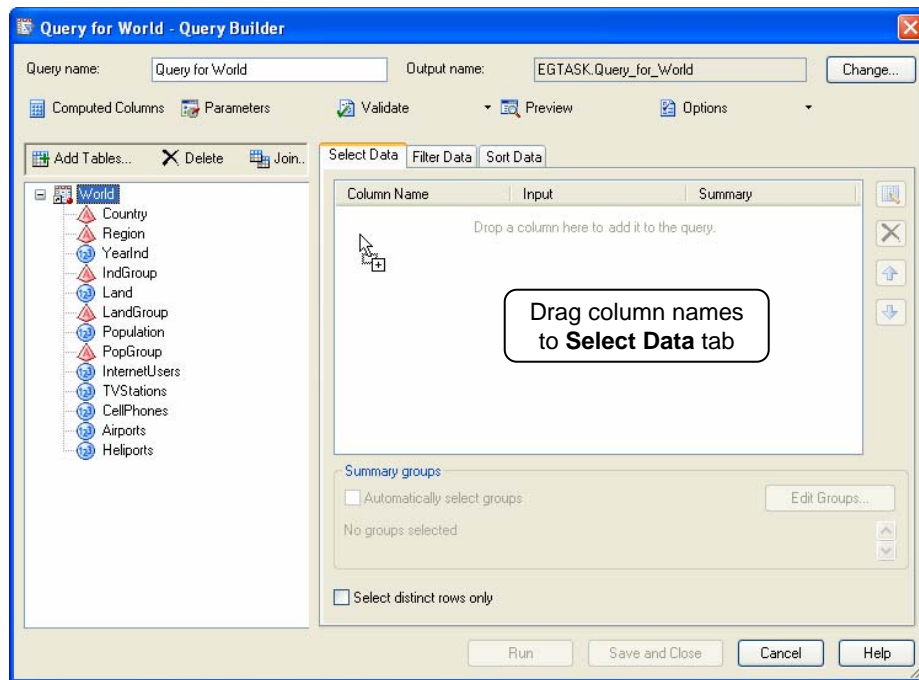 Query for World - Query Builder
Query name: Query for World Output name: EGTASK.Query_for_World Change...
Computed Columns Parameters Validate Preview Options
Add Tables... Delete Join.. Select Data Filter Data Sort Data
World
Country
Region
YearInd
IndGroup
Land
LandGroup
Population
PopGroup
InternetUsers
TVStations
CellPhones
Airports
Heliports
Column Name Input Summary
Drop a column here to add it to the query.
Drag column names
to Select Data tab
Summary groups
Automatically select groups Edit Groups...
No groups selected
Select distinct rows only
Run Save and Close Cancel Help